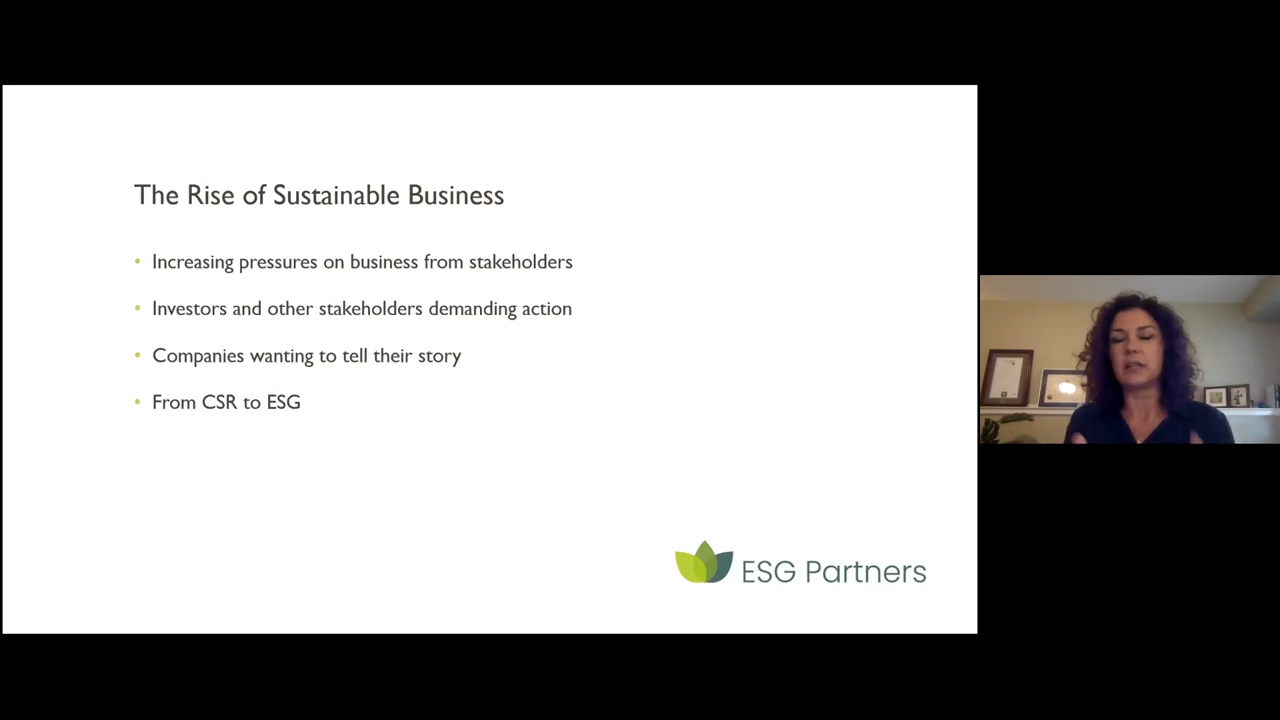 The Rise of Sustainable Business
• Increasing pressures on business from stakeholders
• Investors and other stakeholders demanding action
• Companies wanting to tell their story
• From CSR to ESG
ESG Partners